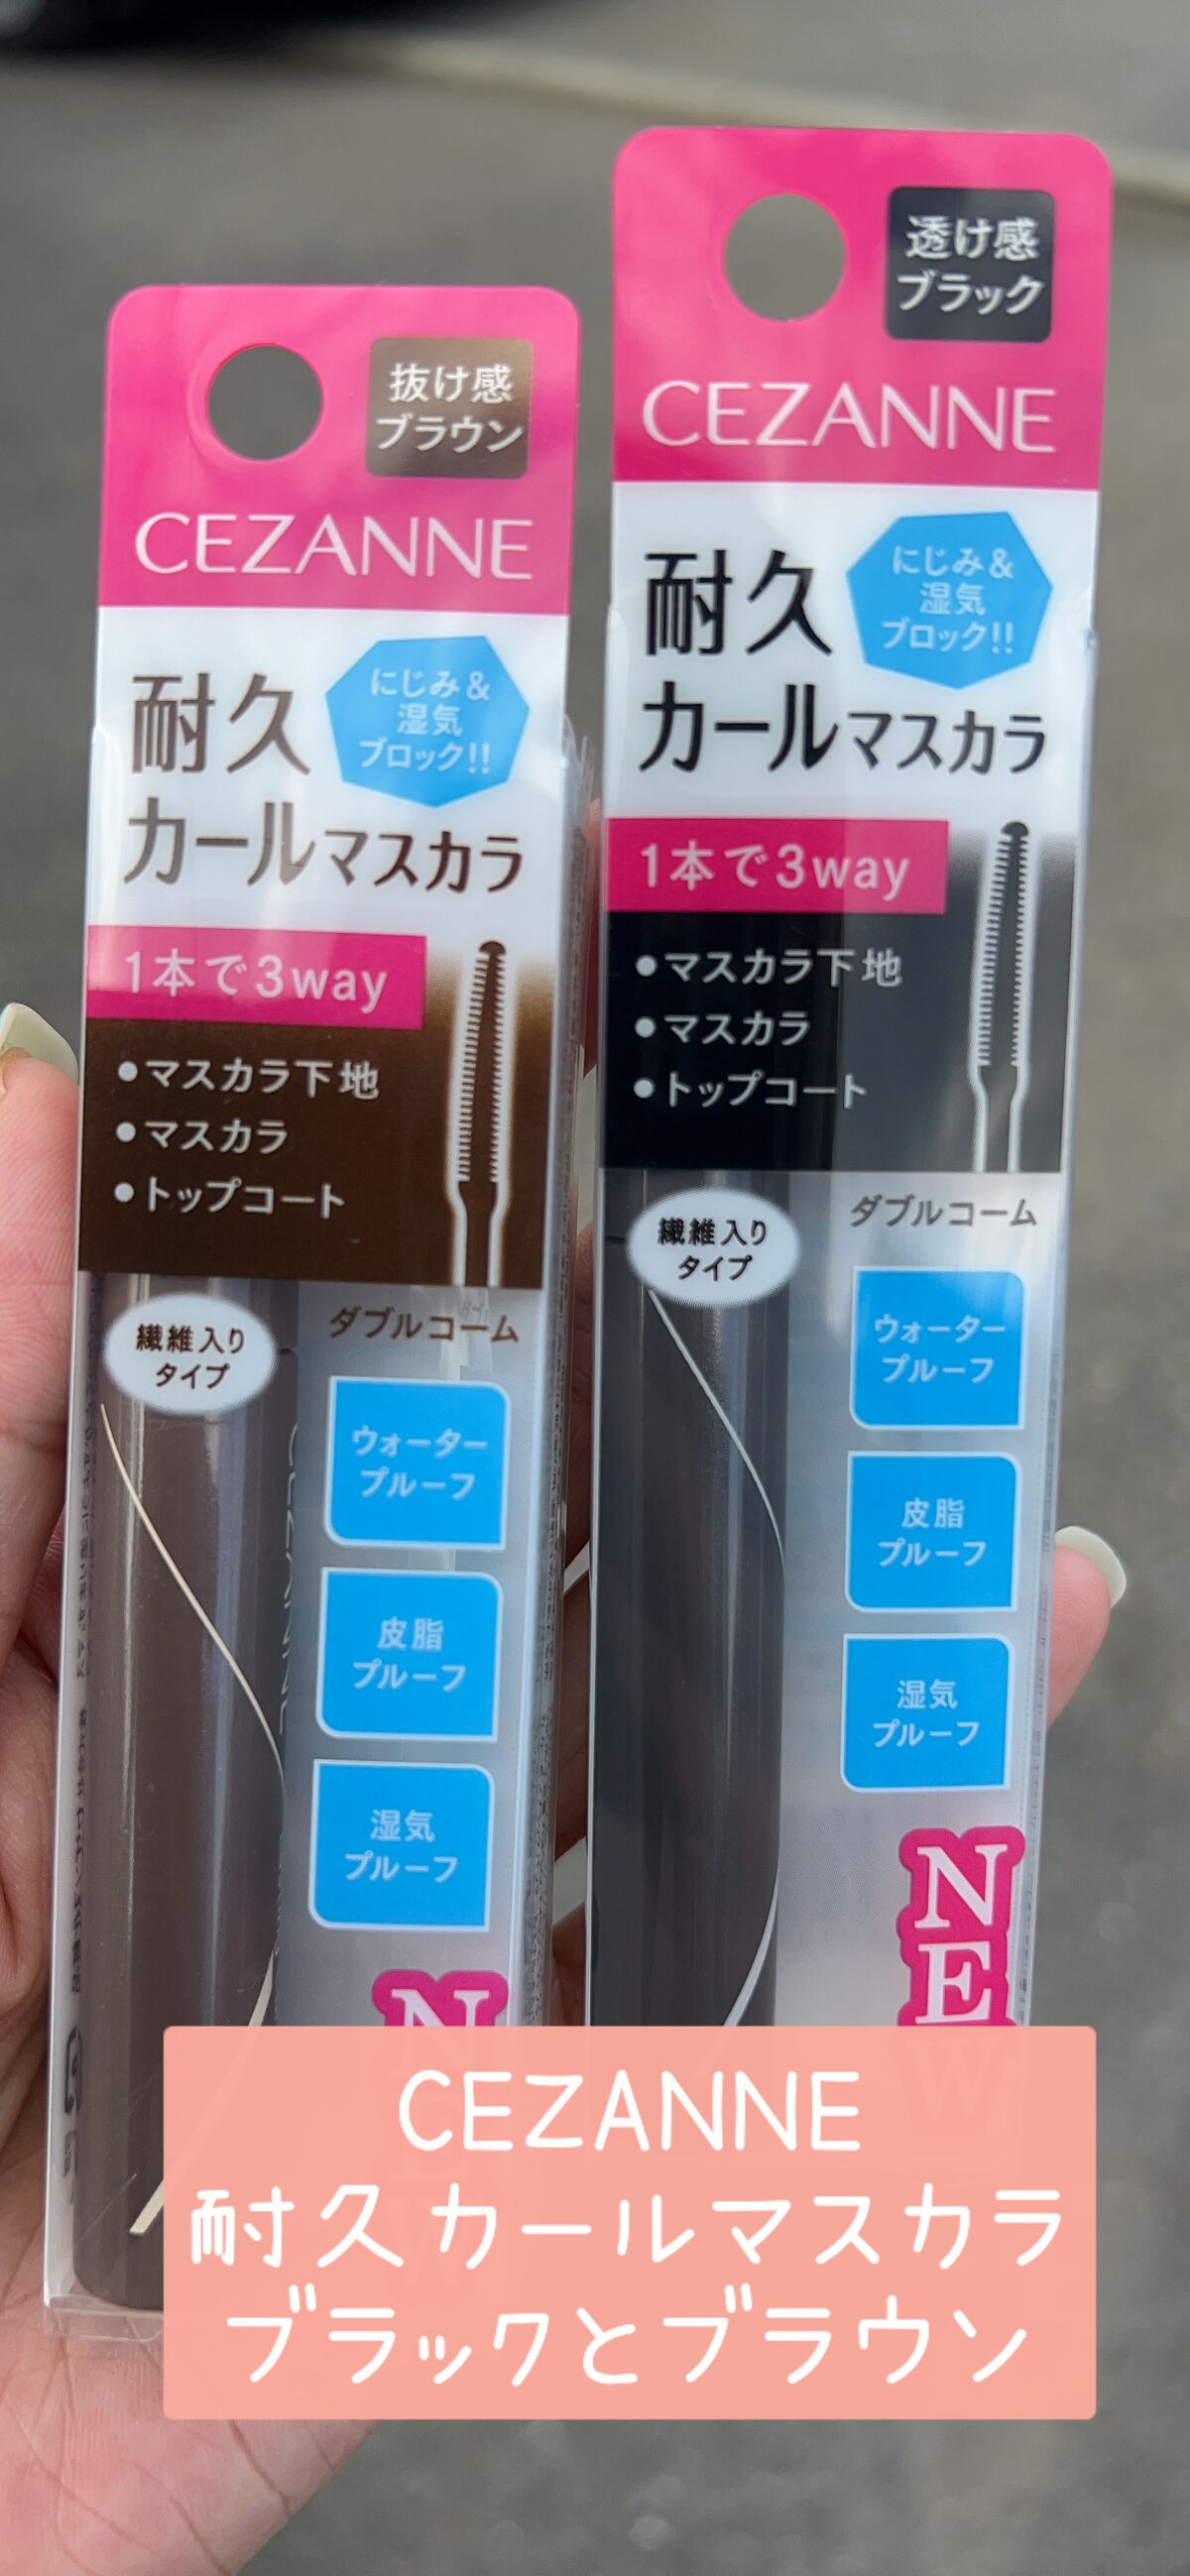 抜け感
ブラウン
CEZANNE
耐久
カールマスカラ
にじみ&
湿気
ブロック!!
1本で3way
●マスカラ下地
●マスカラ
●トップコート
繊維入り
タイプ
ダブルコーム
ウォーター
プルーフ
皮脂
プルーフ
湿気
プルーフ
透け感
ブラック
CEZANNE
耐久
カールマスカラ
にじみ&
湿気
ブロック!!
1本で3way
●マスカラ下地
●マスカラ
●トップコート
繊維入り
タイプ
ダブルコーム
ウォーター
プルーフ
皮脂
プルーフ
湿気
プルーフ
NEW
CEZANNE
耐久カールマスカラ
ブラックとブラウン